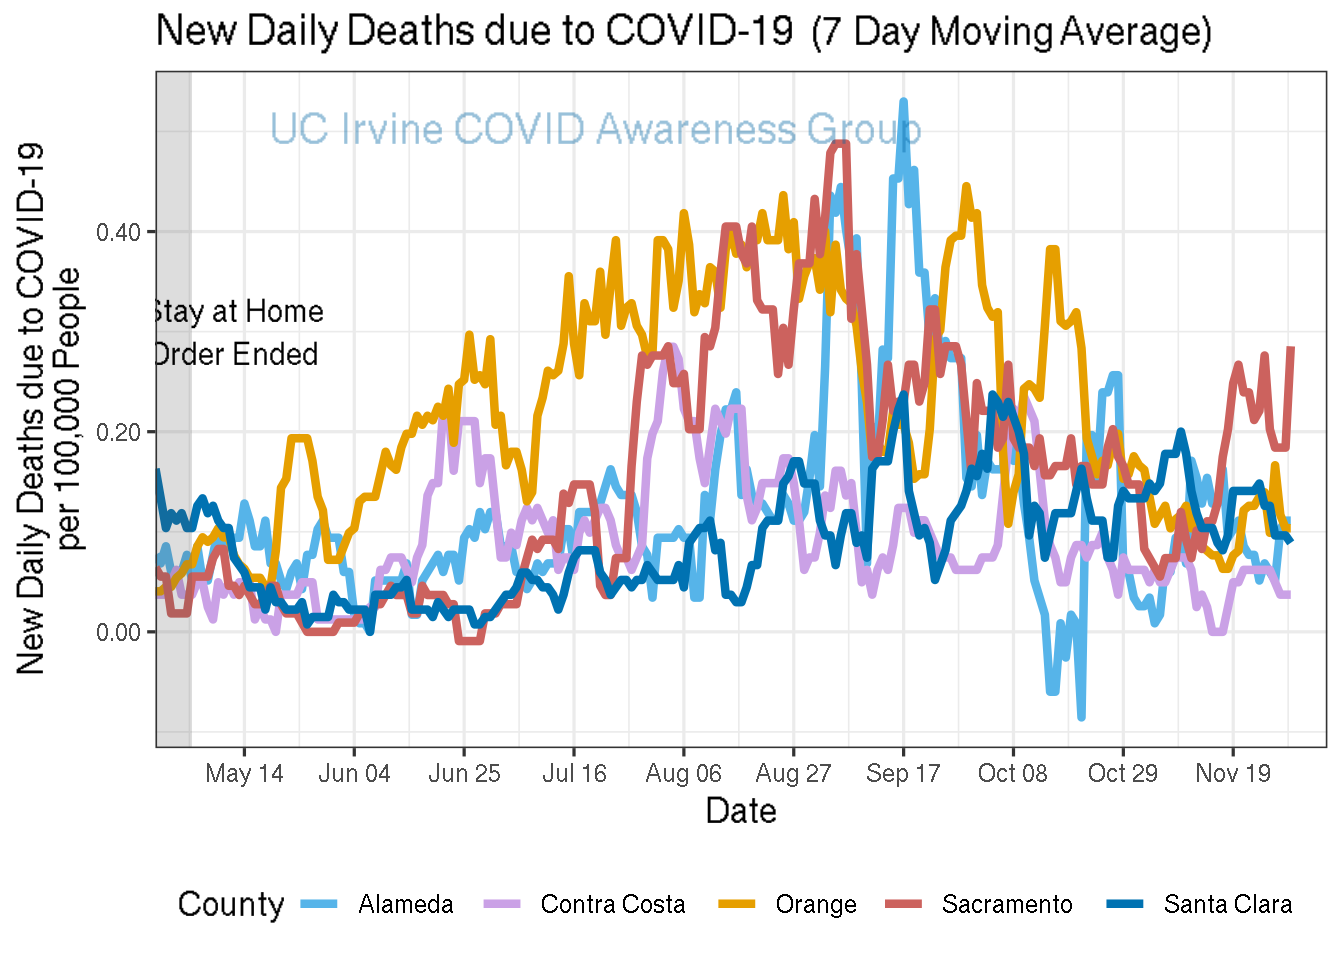 New Daily Deaths due to COVID-19 (7 Day Moving Average)
UC Irvine COVID Awareness Group
New Daily Deaths due to COVID-19
per 100,000 People
0.40
0.20
0.00
Stay at Home
Order Ended
May 14 Jun 04 Jun 25 Jul 16 Aug 06 Aug 27 Sep 17 Oct 08 Oct 29 Nov 19
Date
County Alameda Contra Costa Orange Sacramento Santa Clara